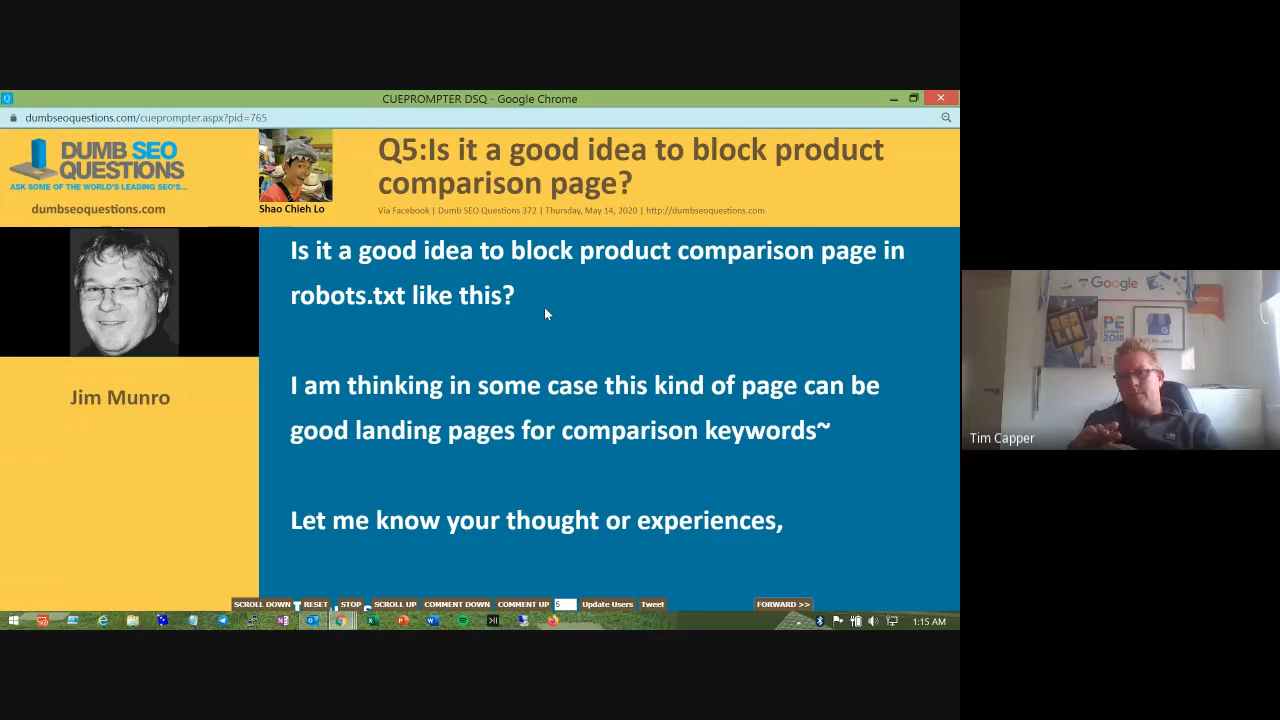 CUEPROMPTER DSQ - Google Chrome
dumbseoquestions.com/cueprompter.aspx?pid=765
DUMB SEO
QUESTIONS
ASK SOME OF THE WORLD'S LEADING SEO'S...
dumbseoquestions.com
Shao Chieh Lo
Q5:Is it a good idea to block product
comparison page?
Via Facebook | Dumb SEO Questions 372 | Thursday, May 14, 2020 | http://dumbseoquestions.com
Jim Munro
Is it a good idea to block product comparison page in
robots.txt like this?
I am thinking in some case this kind of page can be
good landing pages for comparison keywords~
Let me know your thought or experiences,
SCROLL DOWN RESET STOP SCROLL UP COMMENT DOWN COMMENT UP 5 Update Users Tweet FORWARD >>
1:15 AM
Google
PE
SUMMIT
2018
Tim Capper